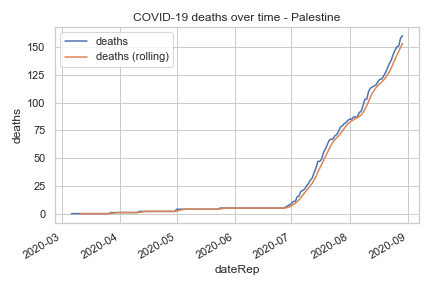 COVID-19 deaths over time - Palestine
deaths
deaths (rolling)
150
125
100
75
50
25
0
deaths
2020-03
2020-04
2020-05
2020-06
2020-07
2020-08
2020-09
dateRep